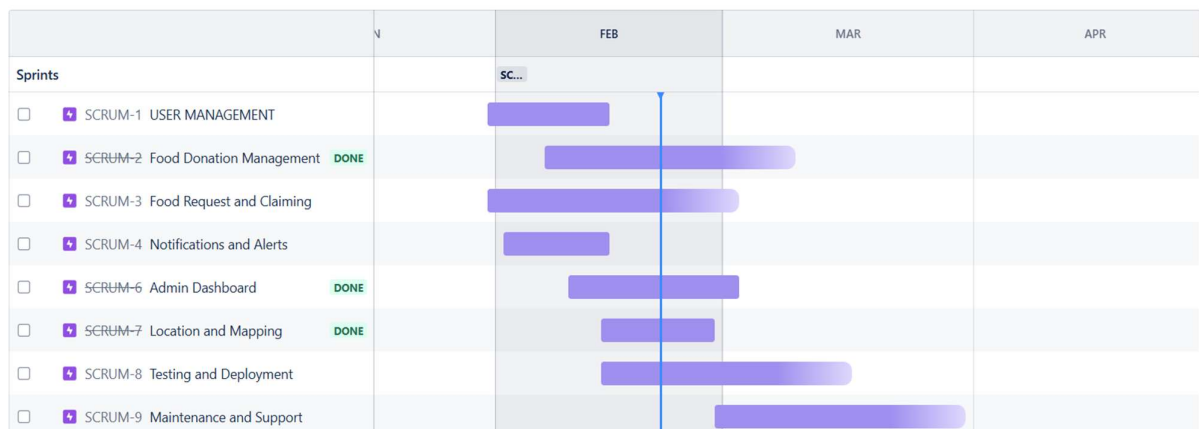 N FEB MAR APR
Sprints SC...
SCRUM-1 USER MANAGEMENT
SCRUM-2 Food Donation Management DONE
SCRUM-3 Food Request and Claiming
SCRUM-4 Notifications and Alerts
SCRUM-6 Admin Dashboard DONE
SCRUM-7 Location and Mapping DONE
SCRUM-8 Testing and Deployment
SCRUM-9 Maintenance and Support